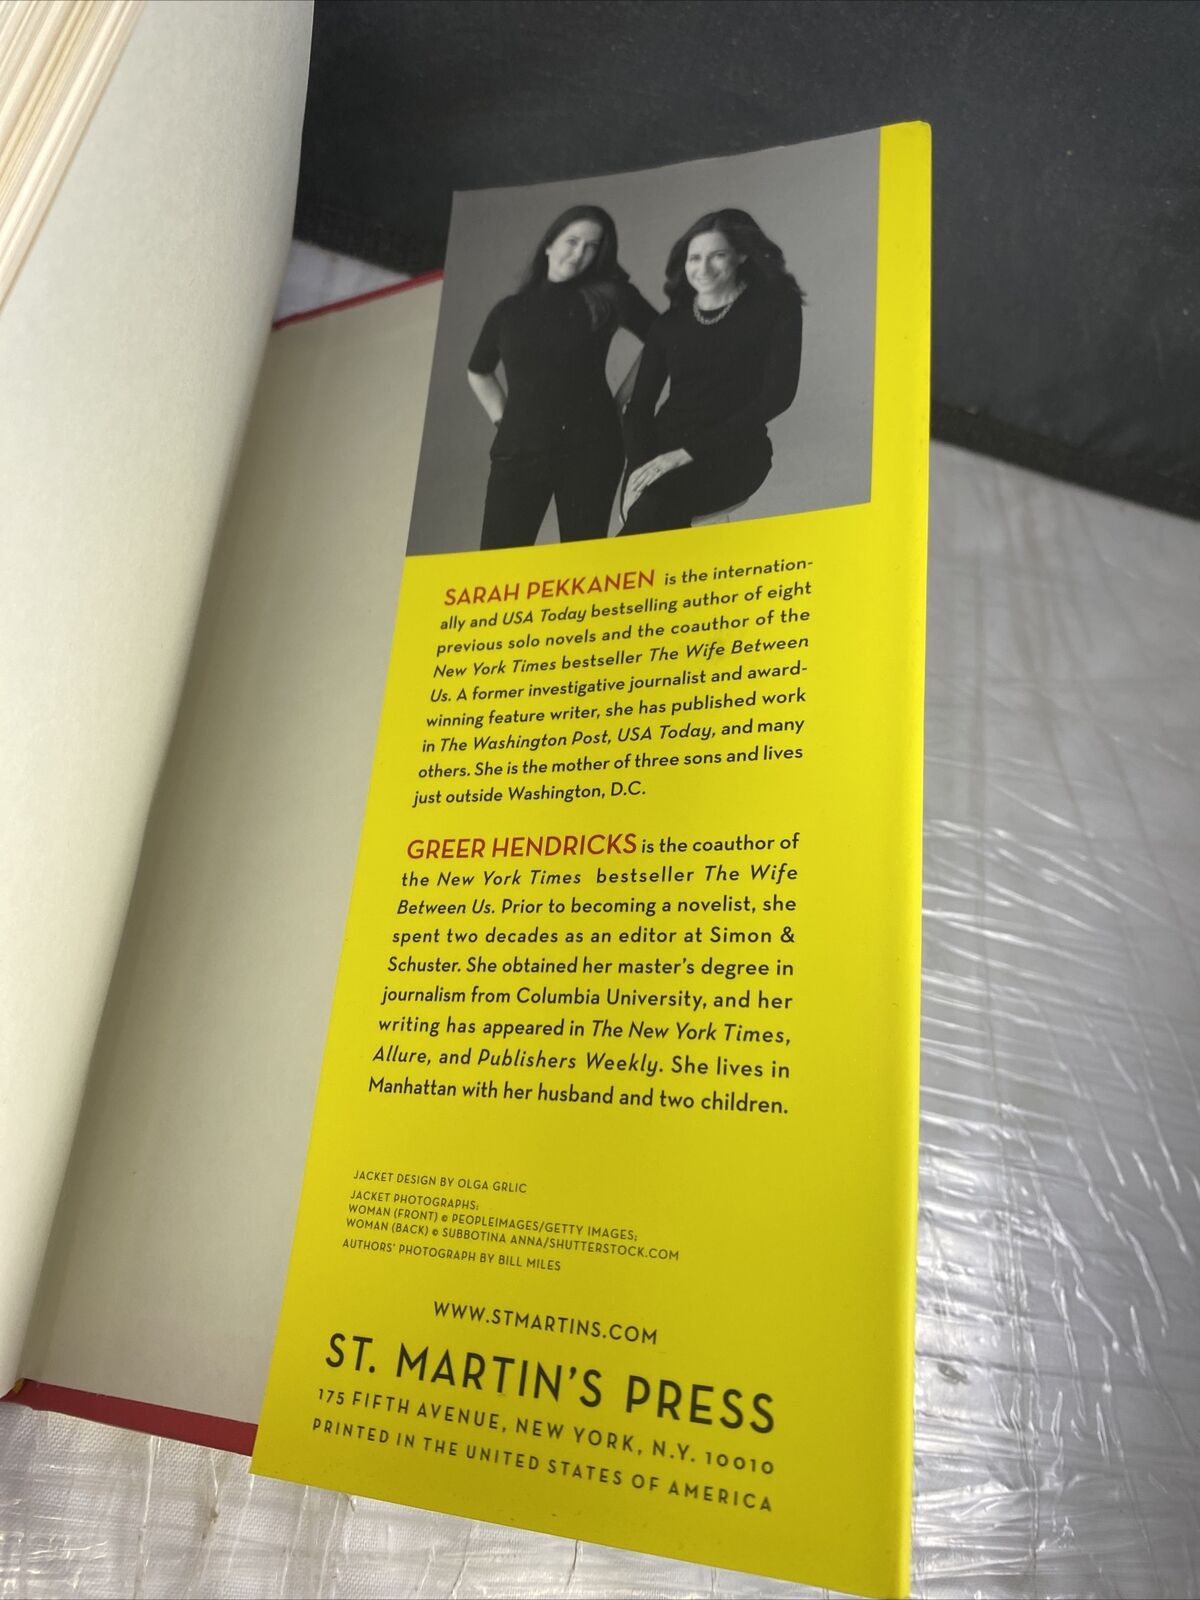 SARAH PEKKANEN is the internation-
ally and USA Today bestselling author of eight
previous solo novels and the coauthor of the
New York Times bestseller The Wife Between
Us. A former investigative journalist and award-
winning feature writer, she has published work
in The Washington Post, USA Today, and many
others. She is the mother of three sons and lives
just outside Washington, D.C.
GREER HENDRICKS is the coauthor of
the New York Times bestseller The Wife
Between Us. Prior to becoming a novelist, she
spent two decades as an editor at Simon &
Schuster. She obtained her master's degree in
journalism from Columbia University, and her
writing has appeared in The New York Times,
Allure, and Publishers Weekly. She lives in
Manhattan with her husband and two children.
JACKET DESIGN BY OLGA GRLIC
JACKET PHOTOGRAPHS:
WOMAN (FRONT) © PEOPLEIMAGES/GETTY IMAGES;
WOMAN (BACK) © SUBBOTINA ANNA/SHUTTERSTOCK.COM
AUTHORS' PHOTOGRAPH BY BILL MILES
WWW.STMARTINS.COM
ST. MARTIN'S PRESS
175 FIFTH AVENUE, NEW YORK, N.Y. 10010
PRINTED IN THE UNITED STATES OF AMERICA